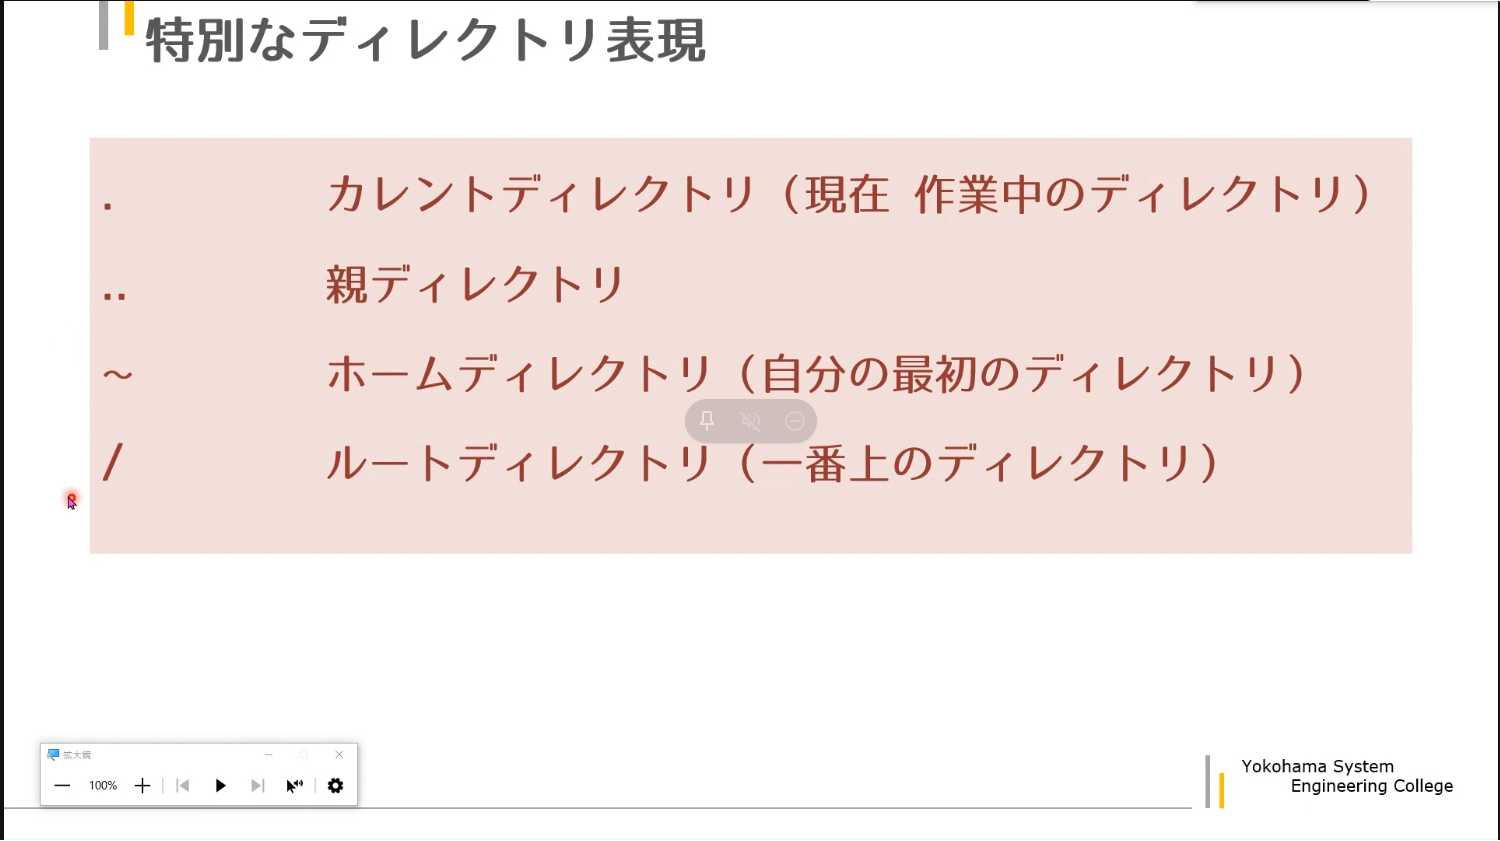 特別なディレクトリ表現
. カレントディレクトリ（現在 作業中のディレクトリ）
.. 親ディレクトリ
~ ホームディレクトリ（自分の最初のディレクトリ）
/ ルートディレクトリ（一番上のディレクトリ）
拡大鏡
100%
Yokohama System
Engineering College